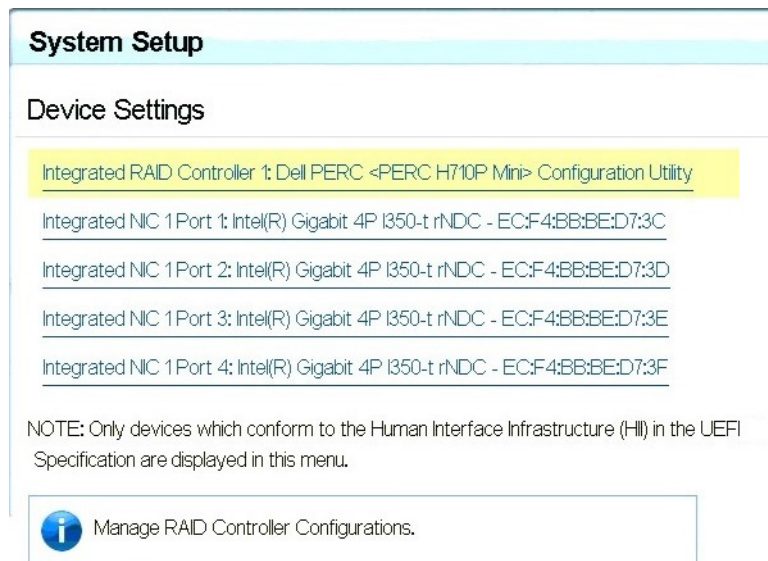 System Setup
Device Settings
Integrated RAID Controller 1: Dell PERC <PERC H710P Mini> Configuration Utility
Integrated NIC 1 Port 1: Intel(R) Gigabit 4P I350-t rNDC - EC:F4:BB:BE:D7:3C
Integrated NIC 1 Port 2: Intel(R) Gigabit 4P I350-t rNDC - EC:F4:BB:BE:D7:3D
Integrated NIC 1 Port 3: Intel(R) Gigabit 4P I350-t rNDC - EC:F4:BB:BE:D7:3E
Integrated NIC 1 Port 4: Intel(R) Gigabit 4P I350-t rNDC - EC:F4:BB:BE:D7:3F
NOTE: Only devices which conform to the Human Interface Infrastructure (HII) in the UEFI
Specification are displayed in this menu.
Manage RAID Controller Configurations.